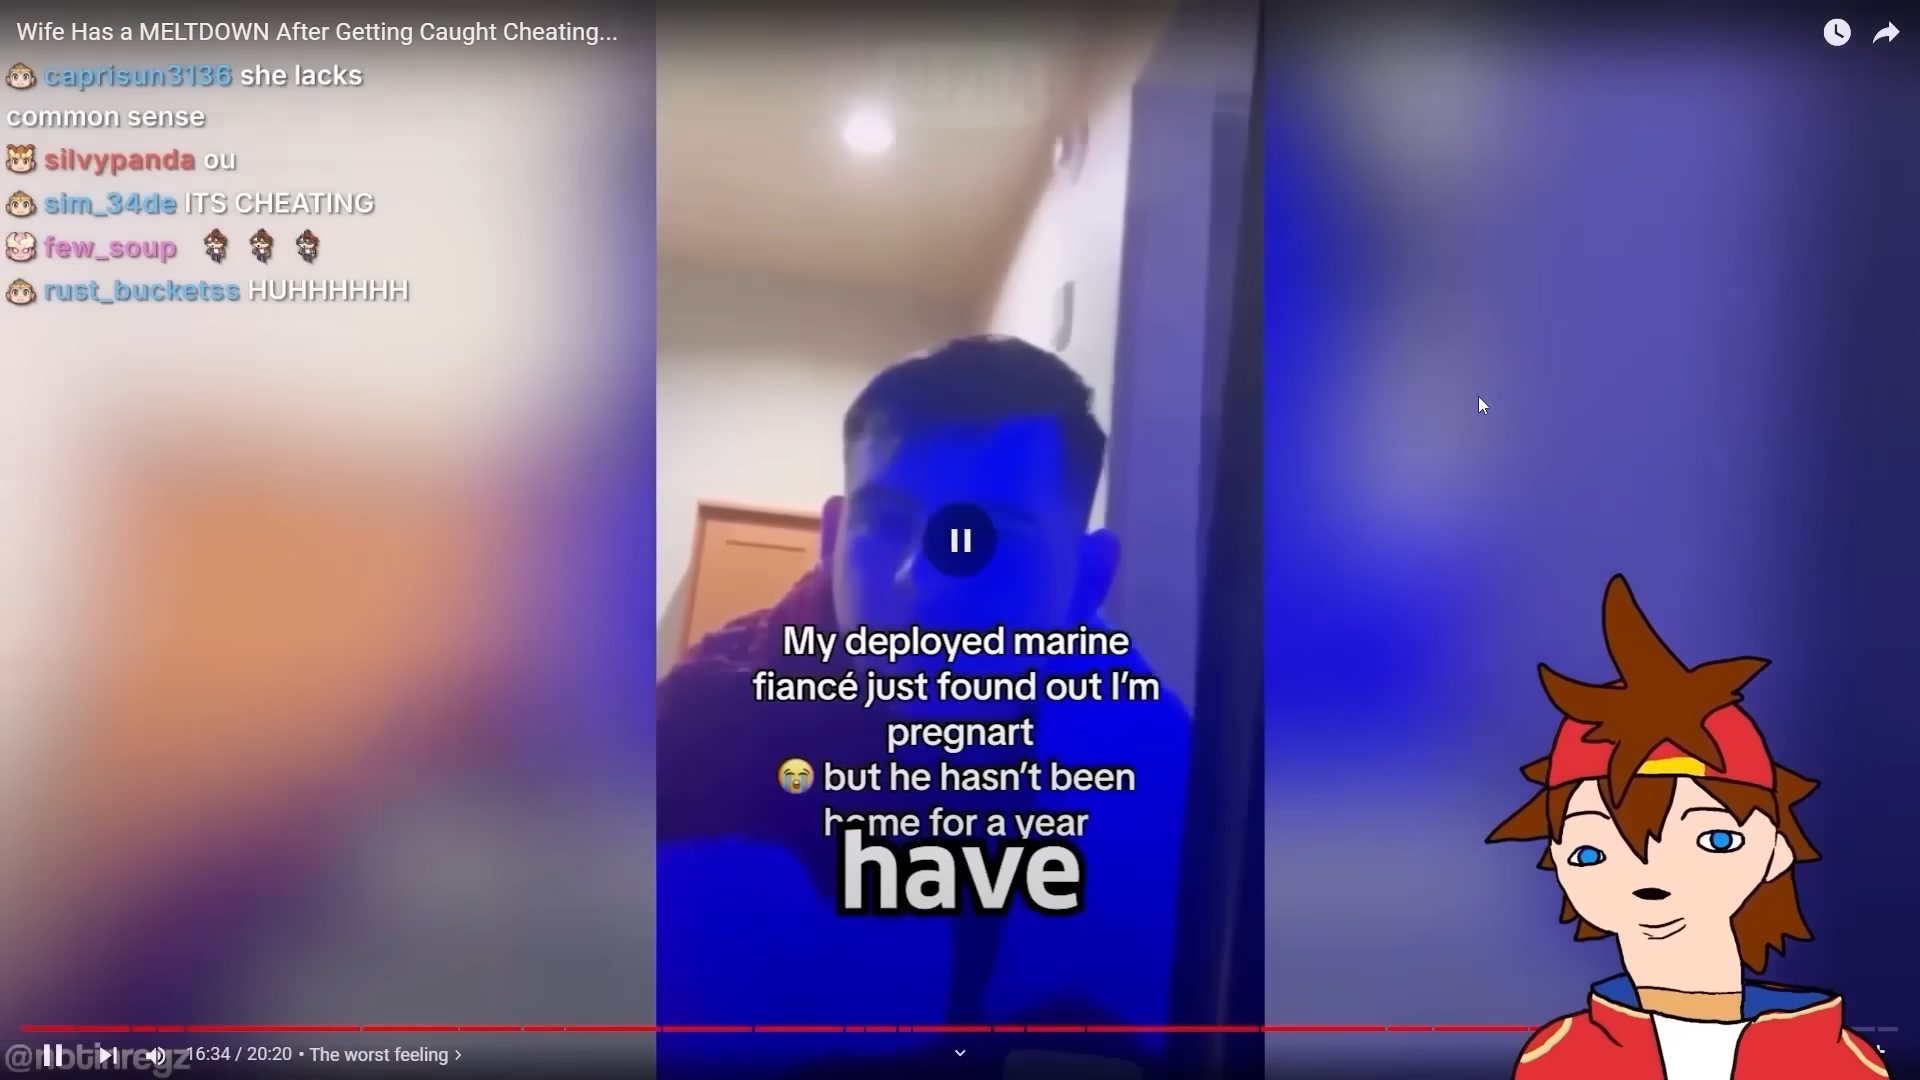 Wife Has a MELTDOWN After Getting Caught Cheating...
caprisun3136 she lacks
common sense
silvypanda ou
sim_34de ITS CHEATING
few_soup
rust_bucketss HUHHHHHH
My deployed marine
fiancé just found out I'm
pregnart
😭 but he hasn't been
home for a year
have
16:34 / 20:20 • The worst feeling >
@notinregz